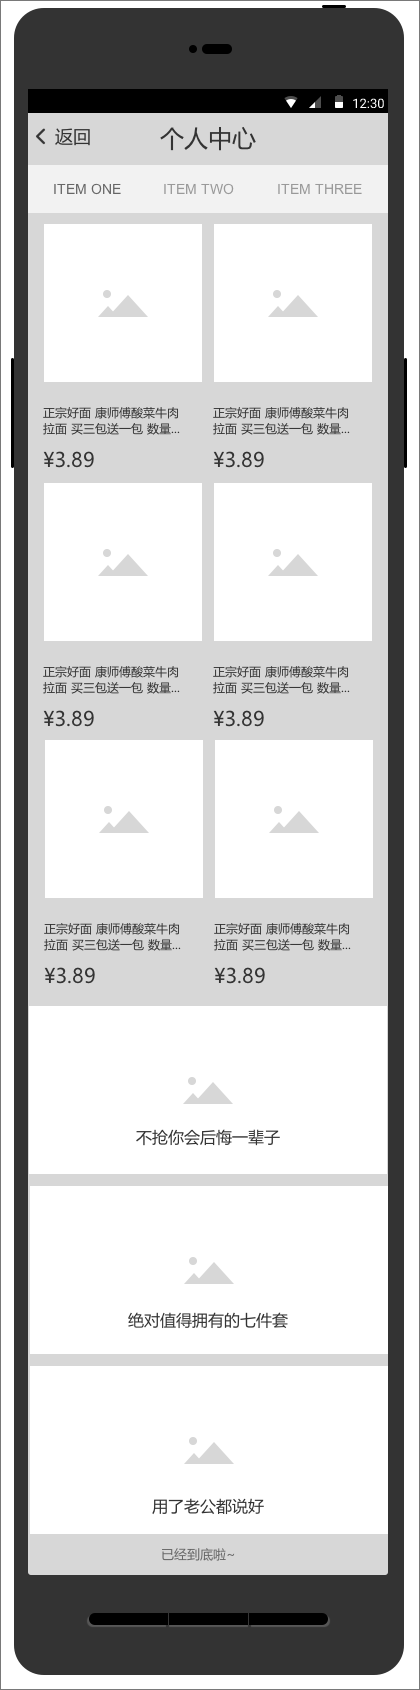 12:30
返回
个人中心
ITEM ONE ITEM TWO ITEM THREE
正宗好面 康师傅酸菜牛肉
拉面 买三包送一包 数量...
¥3.89
正宗好面 康师傅酸菜牛肉
拉面 买三包送一包 数量...
¥3.89
正宗好面 康师傅酸菜牛肉
拉面 买三包送一包 数量...
¥3.89
正宗好面 康师傅酸菜牛肉
拉面 买三包送一包 数量...
¥3.89
正宗好面 康师傅酸菜牛肉
拉面 买三包送一包 数量...
¥3.89
正宗好面 康师傅酸菜牛肉
拉面 买三包送一包 数量...
¥3.89
不抢你会后悔一辈子
绝对值得拥有的七件套
用了老公都说好
已经到底啦~